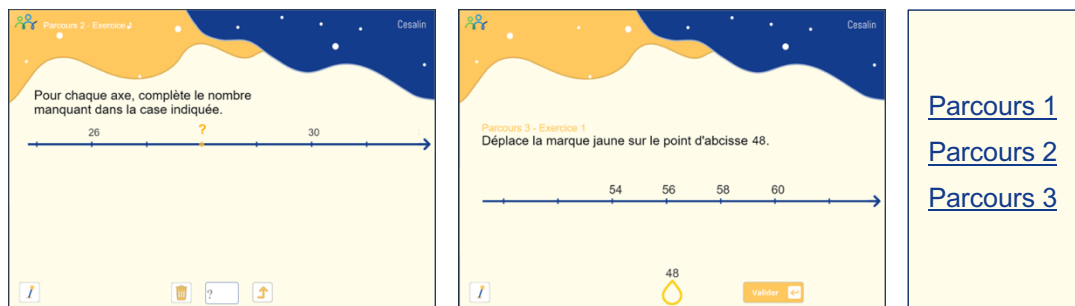 Parcours 2 - Exercice 1
Cesalin
Pour chaque axe, complète le nombre
manquant dans la case indiquée.
26 ? 30
?
Cesalin
Parcours 3 - Exercice 1
Déplace la marque jaune sur le point d'abcisse 48.
54 56 58 60
48
i
Valider
Parcours 1
Parcours 2
Parcours 3